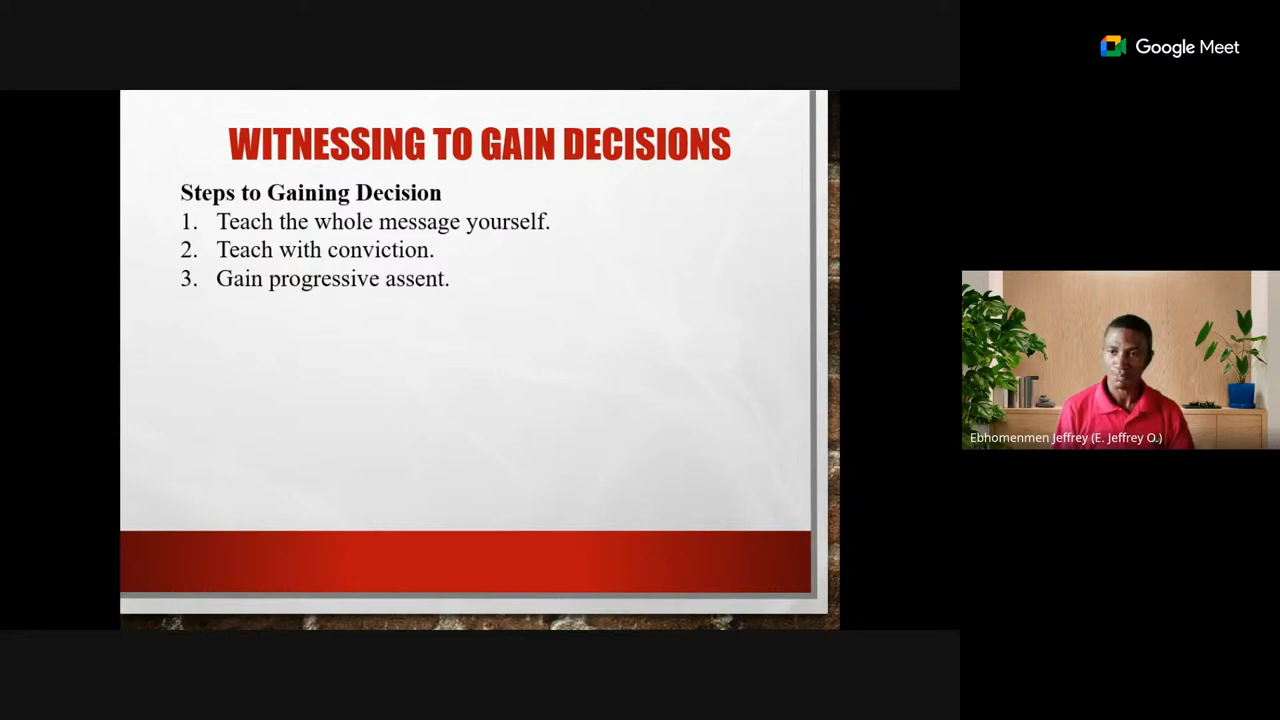 Google Meet
WITNESSING TO GAIN DECISIONS
Steps to Gaining Decision
1. Teach the whole message yourself.
2. Teach with conviction.
3. Gain progressive assent.
Ebhomenmen Jeffrey (E. Jeffrey O.)